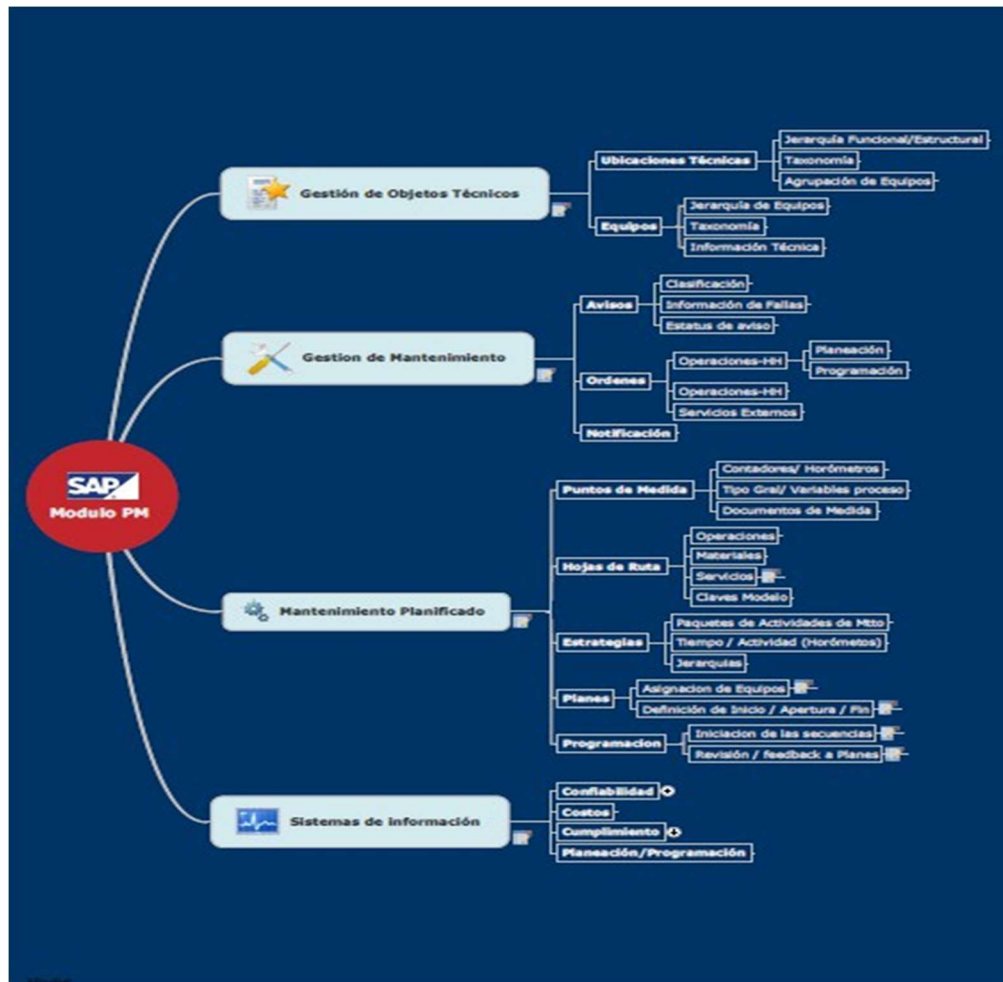 SAP
Modulo PM
Gestión de Objetos Técnicos
Ubicaciones Técnicas
Jerarquía Funcional/Estructural
Taxonomía
Agrupación de Equipos
Equipos
Jerarquía de Equipos
Taxonomía
Información Técnica
Gestion de Mantenimiento
Avisos
Clasificación
Información de Fallas
Estatus de aviso
Ordenes
Operaciones-HH
Planeación
Programación
Operaciones-HH
Servicios Externos
Notificación
Mantenimiento Planificado
Puntos de Medida
Contadores/ Horómetros
Tipo Gral/ Variables proceso
Documentos de Medida
Hojas de Ruta
Operaciones
Materiales
Servicios
Claves Modelo
Estrategias
Paquetes de Actividades de Mtto
Tiempo / Actividad (Horómetos)
Jerarquias
Planes
Asignacion de Equipos
Definición de Inicio / Apertura / Fin
Programacion
Iniciacion de las secuencias
Revisión / feedback a Planes
Sistemas de información
Confiabilidad
Costos
Cumplimiento
Planeación/Programación